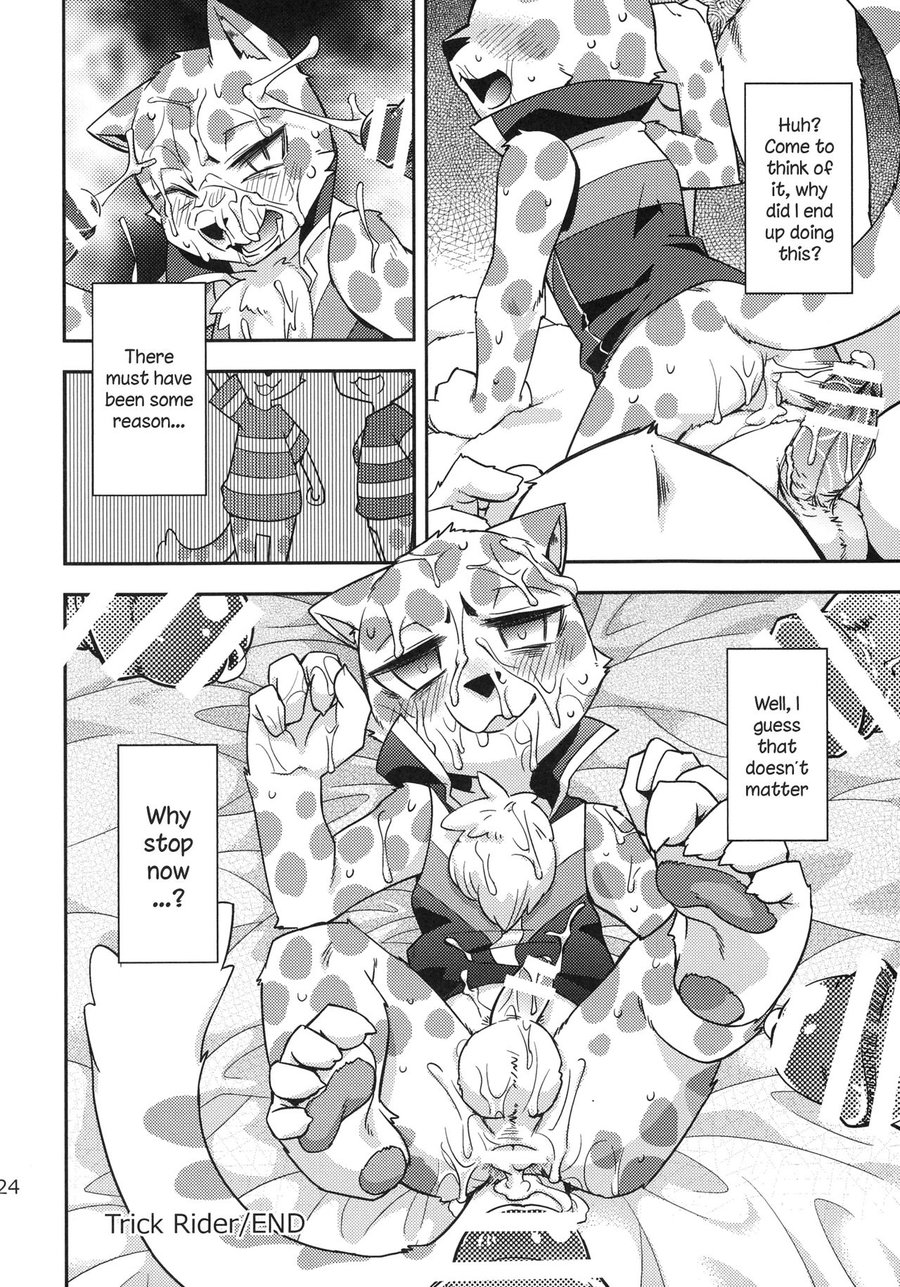 Huh?
Come to
think of
it, why
did I end
up doing
this?
There
must have
been some
reason...
Well, I
guess
that
doesn't
matter
Why
stop
now
...?
24
Trick Rider/END